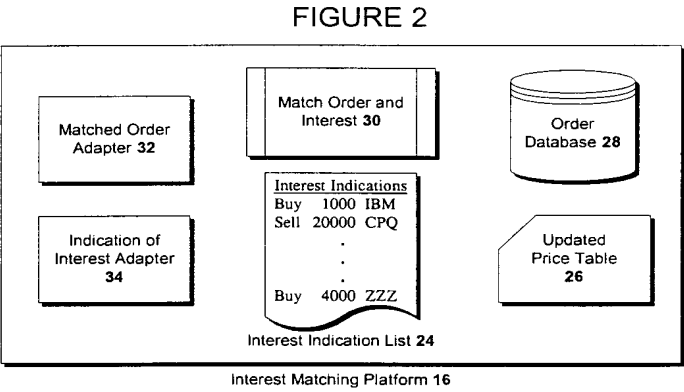 FIGURE 2
Matched Order
Adapter 32
Match Order and
Interest 30
Order
Database 28
Indication of
Interest Adapter
34
Interest Indications
Buy 1000 IBM
Sell 20000 CPQ
.
.
.
Buy 4000 ZZZ
Interest Indication List 24
Updated
Price Table
26
Interest Matching Platform 16